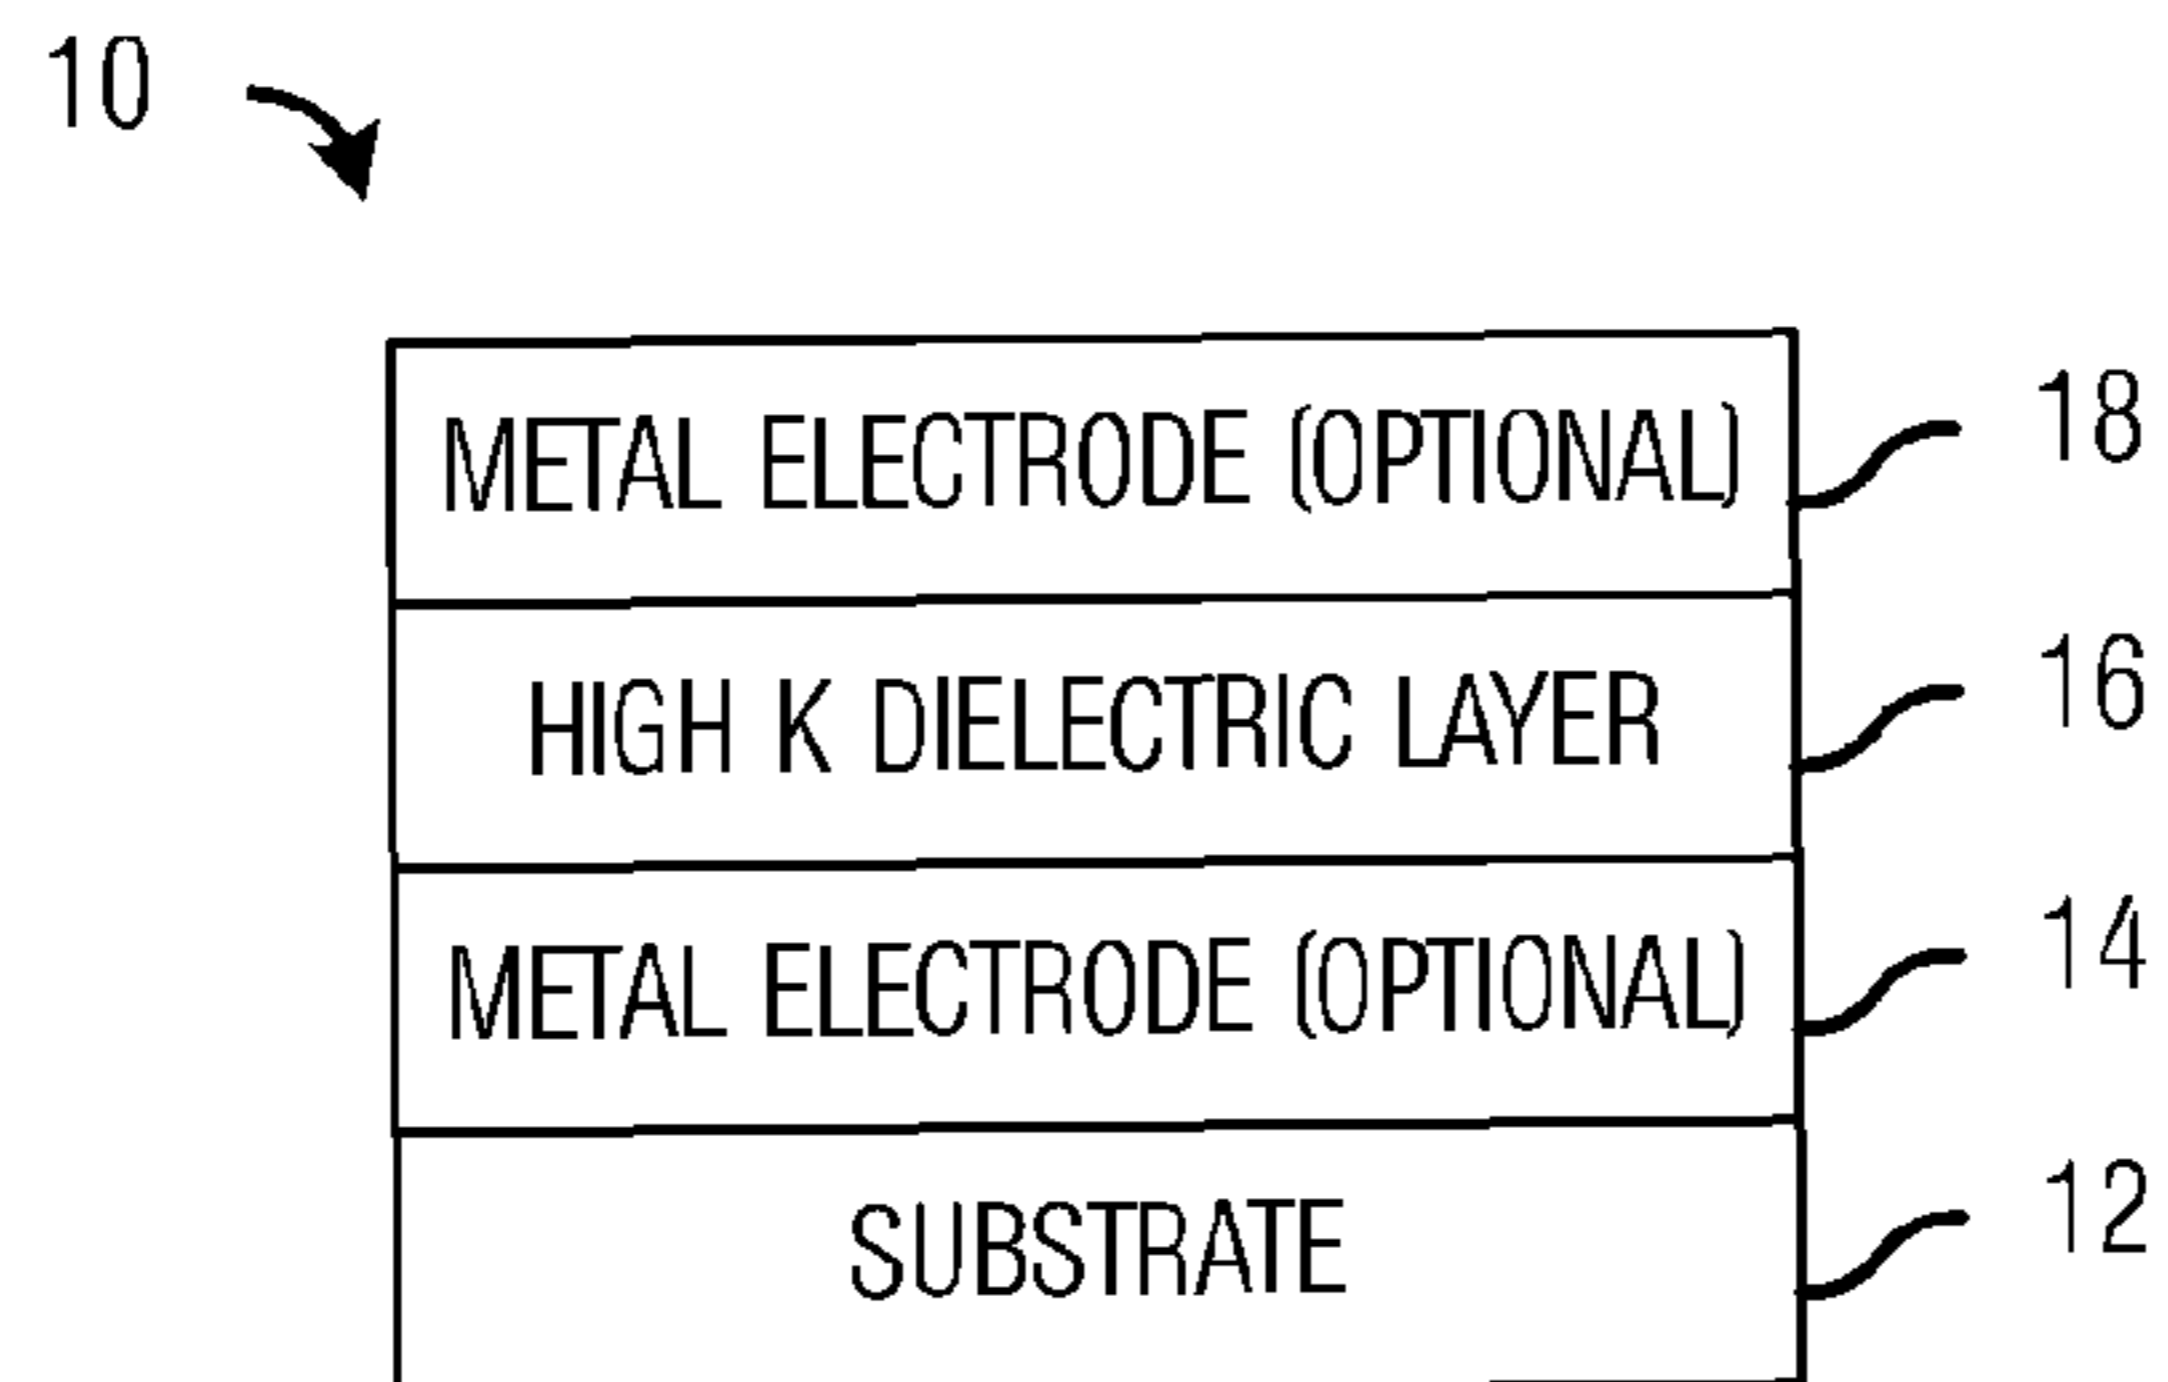 10
METAL ELECTRODE (OPTIONAL) 18
HIGH K DIELECTRIC LAYER 16
METAL ELECTRODE (OPTIONAL) 14
SUBSTRATE 12